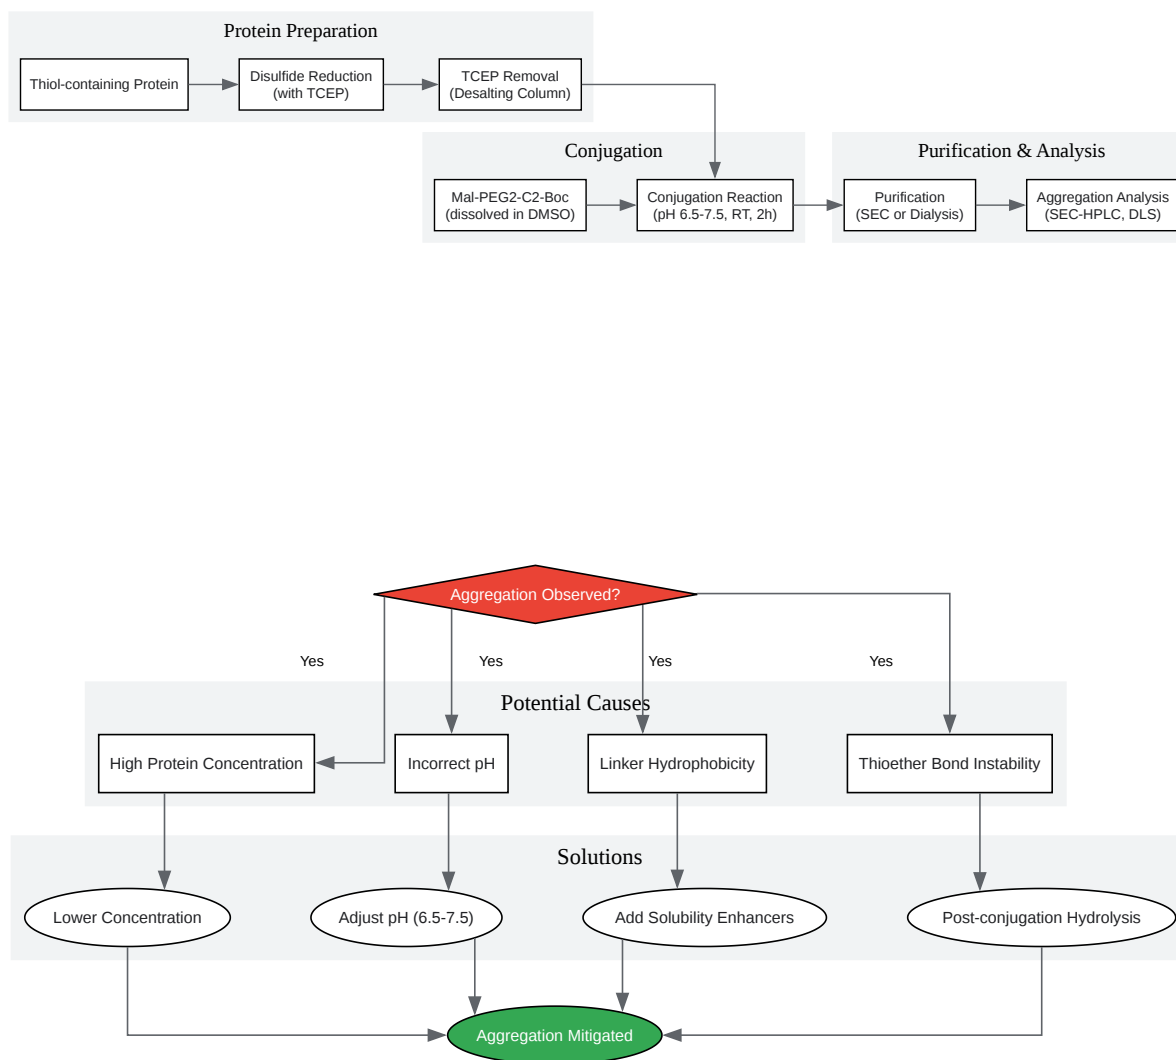 Protein Preparation
Thiol-containing Protein
Disulfide Reduction
(with TCEP)
TCEP Removal
(Desalting Column)
Conjugation
Mal-PEG2-C2-Boc
(dissolved in DMSO)
Conjugation Reaction
(pH 6.5-7.5, RT, 2h)
Purification & Analysis
Purification
(SEC or Dialysis)
Aggregation Analysis
(SEC-HPLC, DLS)
Aggregation Observed?
Yes
Yes
Yes
Yes
Potential Causes
High Protein Concentration
Incorrect pH
Linker Hydrophobicity
Thioether Bond Instability
Solutions
Lower Concentration
Adjust pH (6.5-7.5)
Add Solubility Enhancers
Post-conjugation Hydrolysis
Aggregation Mitigated